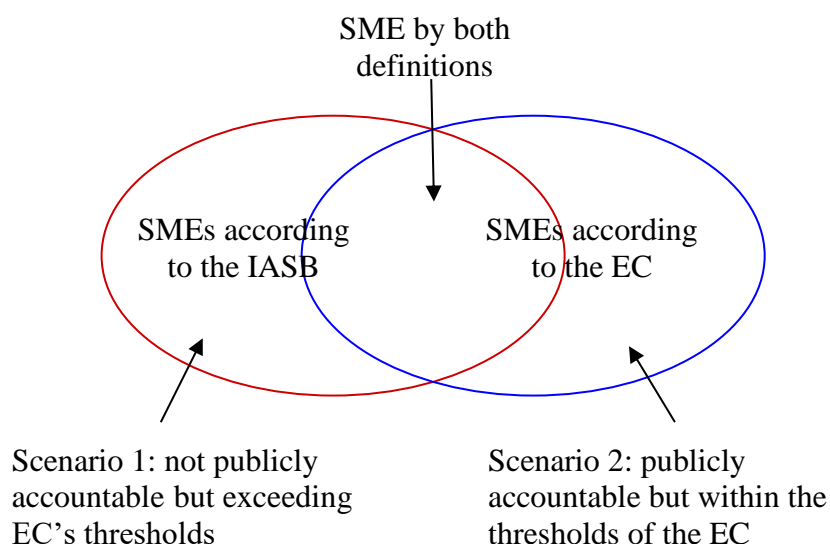 SME by both
definitions
SMEs according
to the IASB
SMEs according
to the EC
Scenario 1: not publicly
accountable but exceeding
EC's thresholds
Scenario 2: publicly
accountable but within the
thresholds of the EC